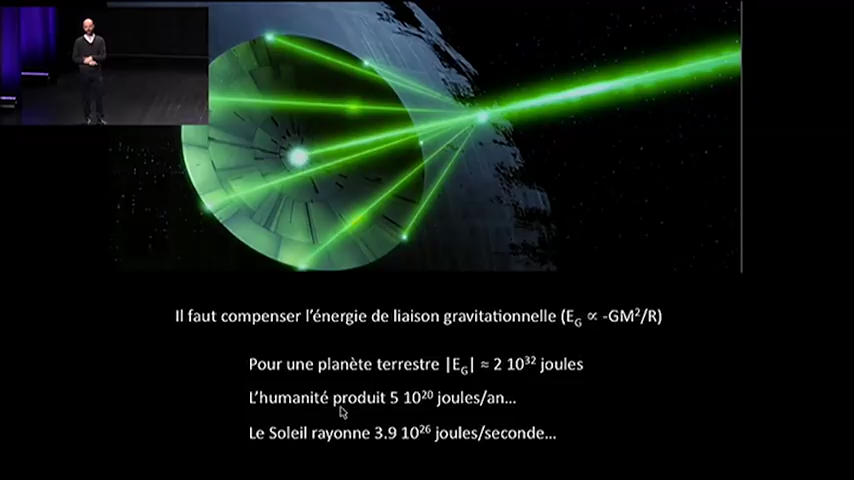 Il faut compenser l'énergie de liaison gravitationnelle (E_G ∝ -GM²/R)
Pour une planète terrestre |E_G| ≈ 2 10³² joules
L'humanité produit 5 10²⁰ joules/an...
Le Soleil rayonne 3.9 10²⁶ joules/seconde...